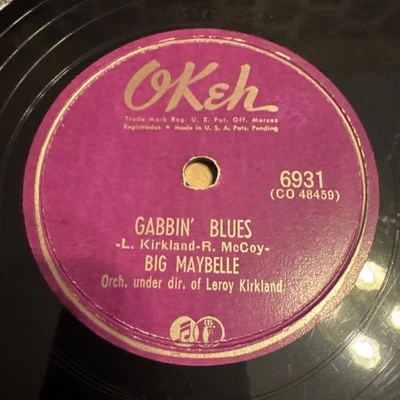 OKeh
Trade Mark Reg. U. S. Pat. Off. Marcas
Registradas • Made in U. S. A. Pats. Pending
6931
(CO 48459)
GABBIN' BLUES
-L. Kirkland-R. McCoy-
BIG MAYBELLE
Orch. under dir. of Leroy Kirkland